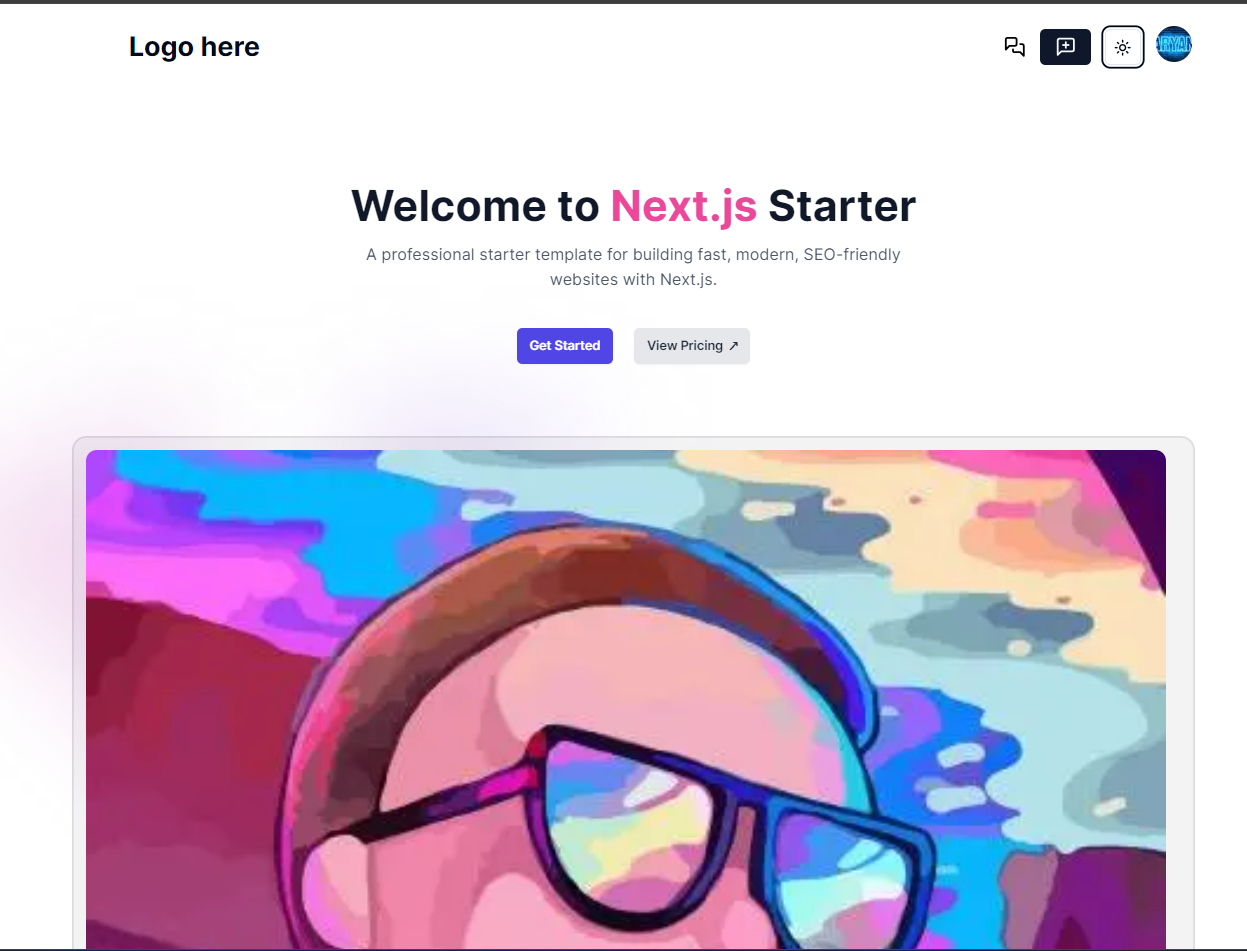 Logo here
ARYAN
Welcome to Next.js Starter
A professional starter template for building fast, modern, SEO-friendly
websites with Next.js.
Get Started
View Pricing ↗